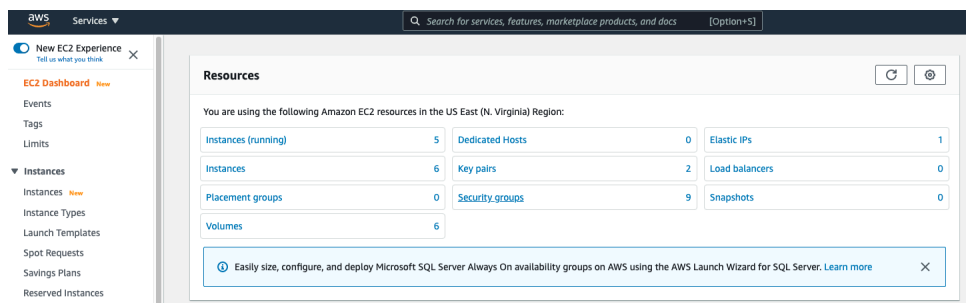 aws Services ▼ Search for services, features, marketplace products, and docs [Option+S]
New EC2 Experience
Tell us what you think
EC2 Dashboard New
Events
Tags
Limits
Instances
Instances New
Instance Types
Launch Templates
Spot Requests
Savings Plans
Reserved Instances
Resources
You are using the following Amazon EC2 resources in the US East (N. Virginia) Region:
Instances (running) 5 Dedicated Hosts 0 Elastic IPs 1
Instances 6 Key pairs 2 Load balancers 0
Placement groups 0 Security groups 9 Snapshots 0
Volumes 6
Easily size, configure, and deploy Microsoft SQL Server Always On availability groups on AWS using the AWS Launch Wizard for SQL Server. Learn more